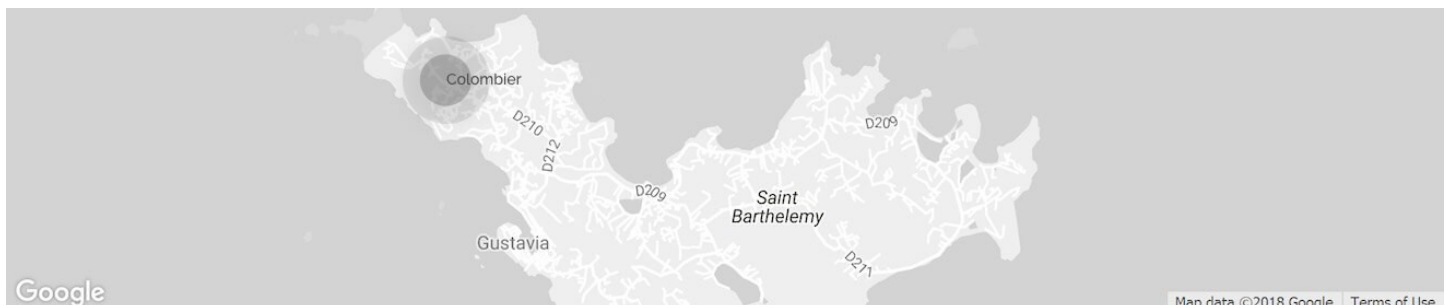 Colombier
D210
D209
D212
D209
Saint
Barthelemy
Gustavia
D211
Google
Map data ©2018 Google
Terms of Use